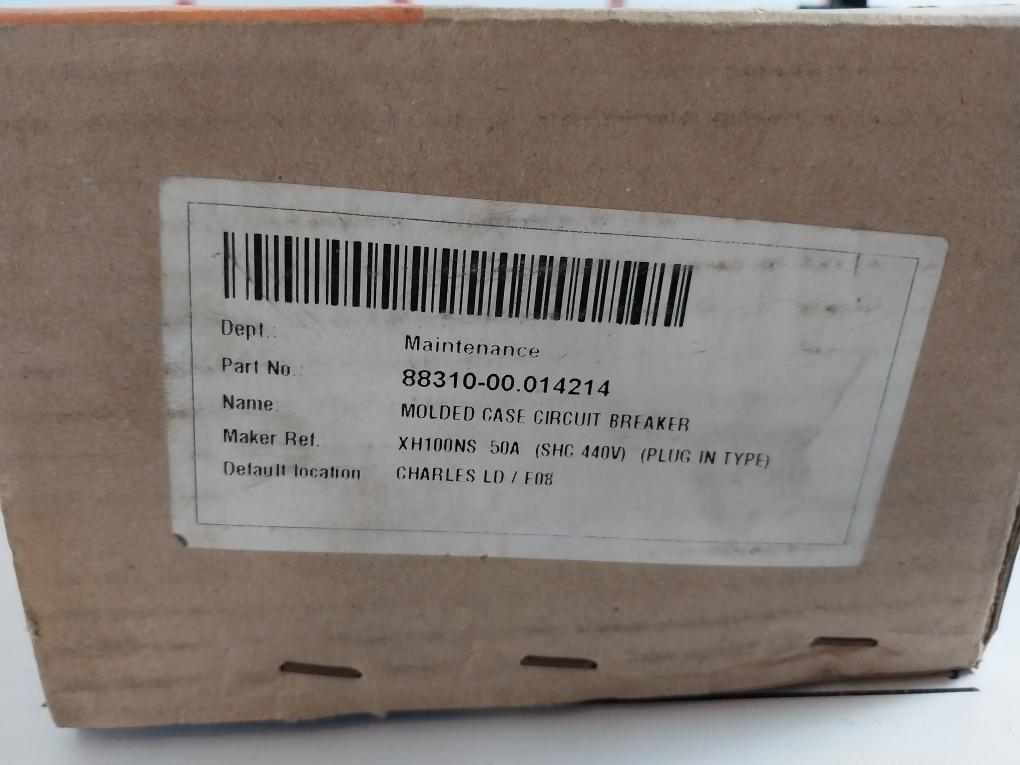 Dept.: Maintenance
Part No.: 88310-00.014214
Name: MOLDED CASE CIRCUIT BREAKER
Maker Ref. XH100NS 50A (SHC 440V) (PLUG IN TYPE)
Default location CHARLES LD / E08